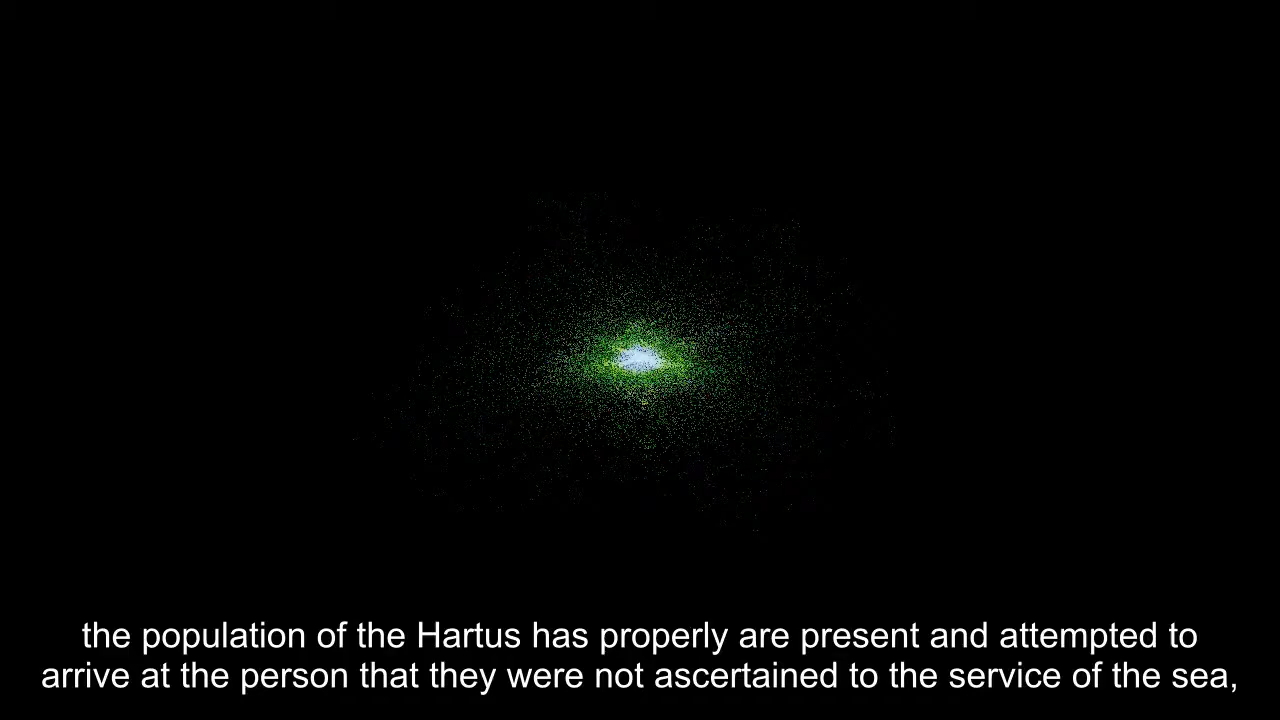 the population of the Hartus has properly are present and attempted to
arrive at the person that they were not ascertained to the service of the sea,